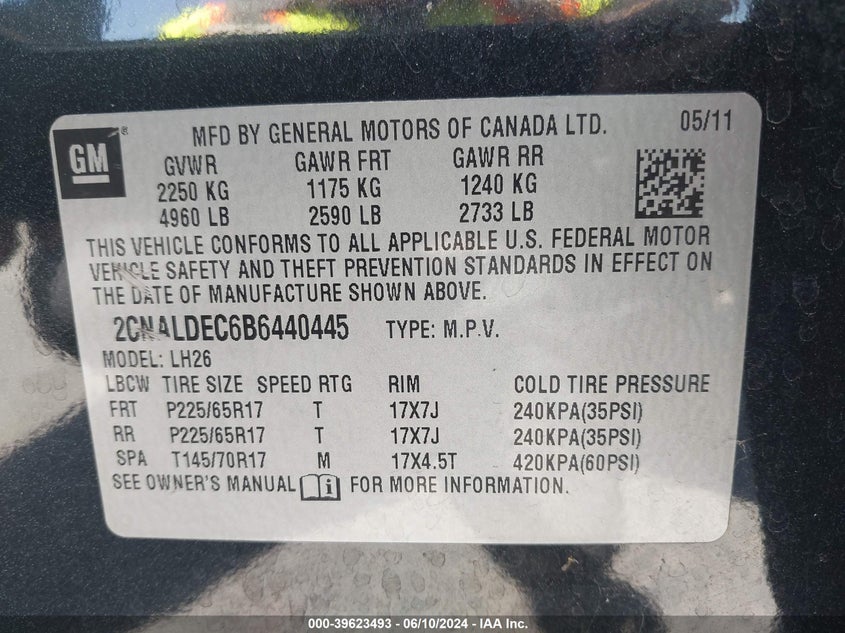 GM
®
MFD BY GENERAL MOTORS OF CANADA LTD. 05/11
GVWR GAWR FRT GAWR RR
2250 KG 1175 KG 1240 KG
4960 LB 2590 LB 2733 LB
THIS VEHICLE CONFORMS TO ALL APPLICABLE U.S. FEDERAL MOTOR
VEHICLE SAFETY AND THEFT PREVENTION STANDARDS IN EFFECT ON
THE DATE OF MANUFACTURE SHOWN ABOVE.
2CNALDEC6B6440445 TYPE: M.P.V.
MODEL: LH26
LBCW TIRE SIZE SPEED RTG RIM COLD TIRE PRESSURE
FRT P225/65R17 T 17X7J 240KPA(35PSI)
RR P225/65R17 T 17X7J 240KPA(35PSI)
SPA T145/70R17 M 17X4.5T 420KPA(60PSI)
SEE OWNER'S MANUAL i FOR MORE INFORMATION.
000-39623493 - 06/10/2024 - IAA Inc.